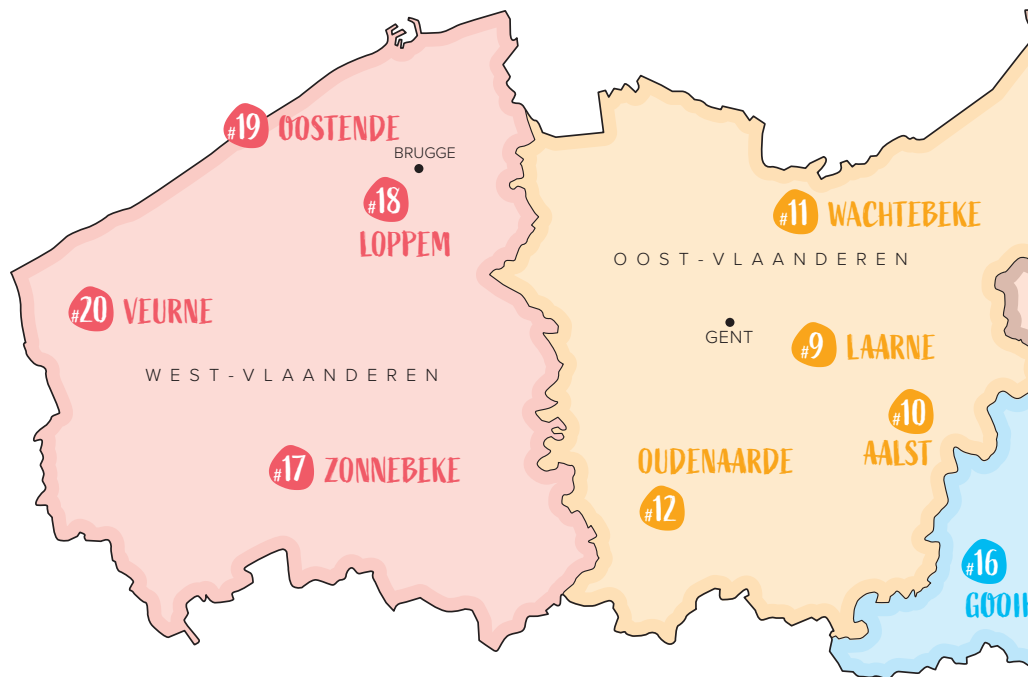 #19 OOSTENDE
BRUGGE
#18
LOPPEM
#20 VEURNE
WEST-VLAANDEREN
#17 ZONNEBEKE
#11 WACHTEBEKE
OOST-VLAANDEREN
GENT
#9 LAARNE
#10
AALST
OUDENAARDE
#12
#16